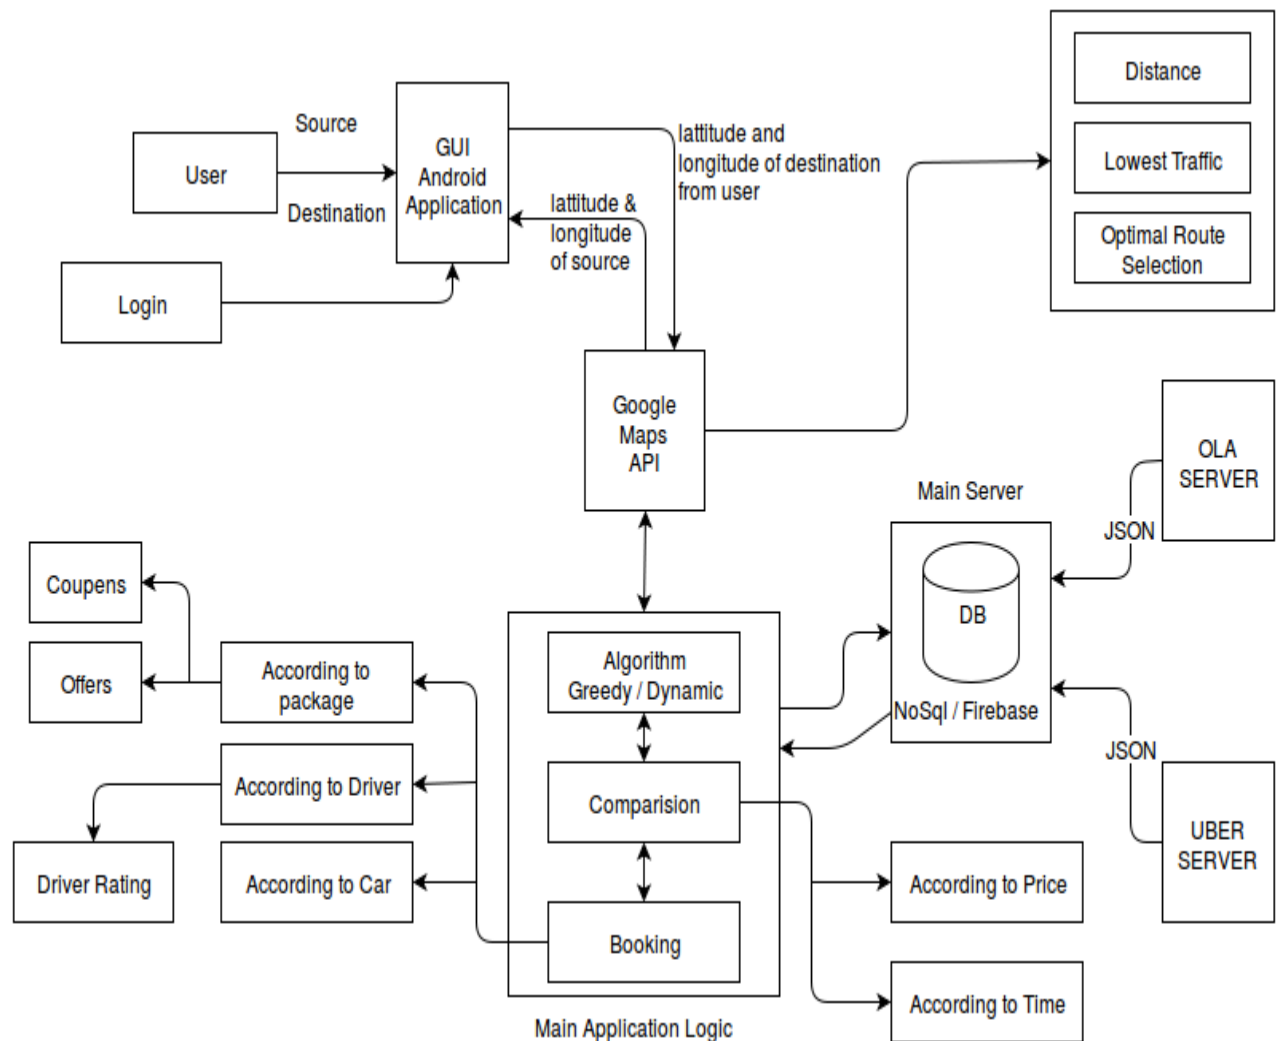 Distance
Lowest Traffic
Optimal Route
Selection
Source
User
Destination
GUI
Android
Application
lattitude and
longitude of destination
from user
lattitude &
longitude
of source
Login
Google
Maps
API
OLA
SERVER
Main Server
JSON
DB
NoSql / Firebase
JSON
UBER
SERVER
Coupens
Offers
According to
package
According to Driver
Driver Rating
According to Car
Algorithm
Greedy / Dynamic
Comparision
Booking
Main Application Logic
According to Price
According to Time